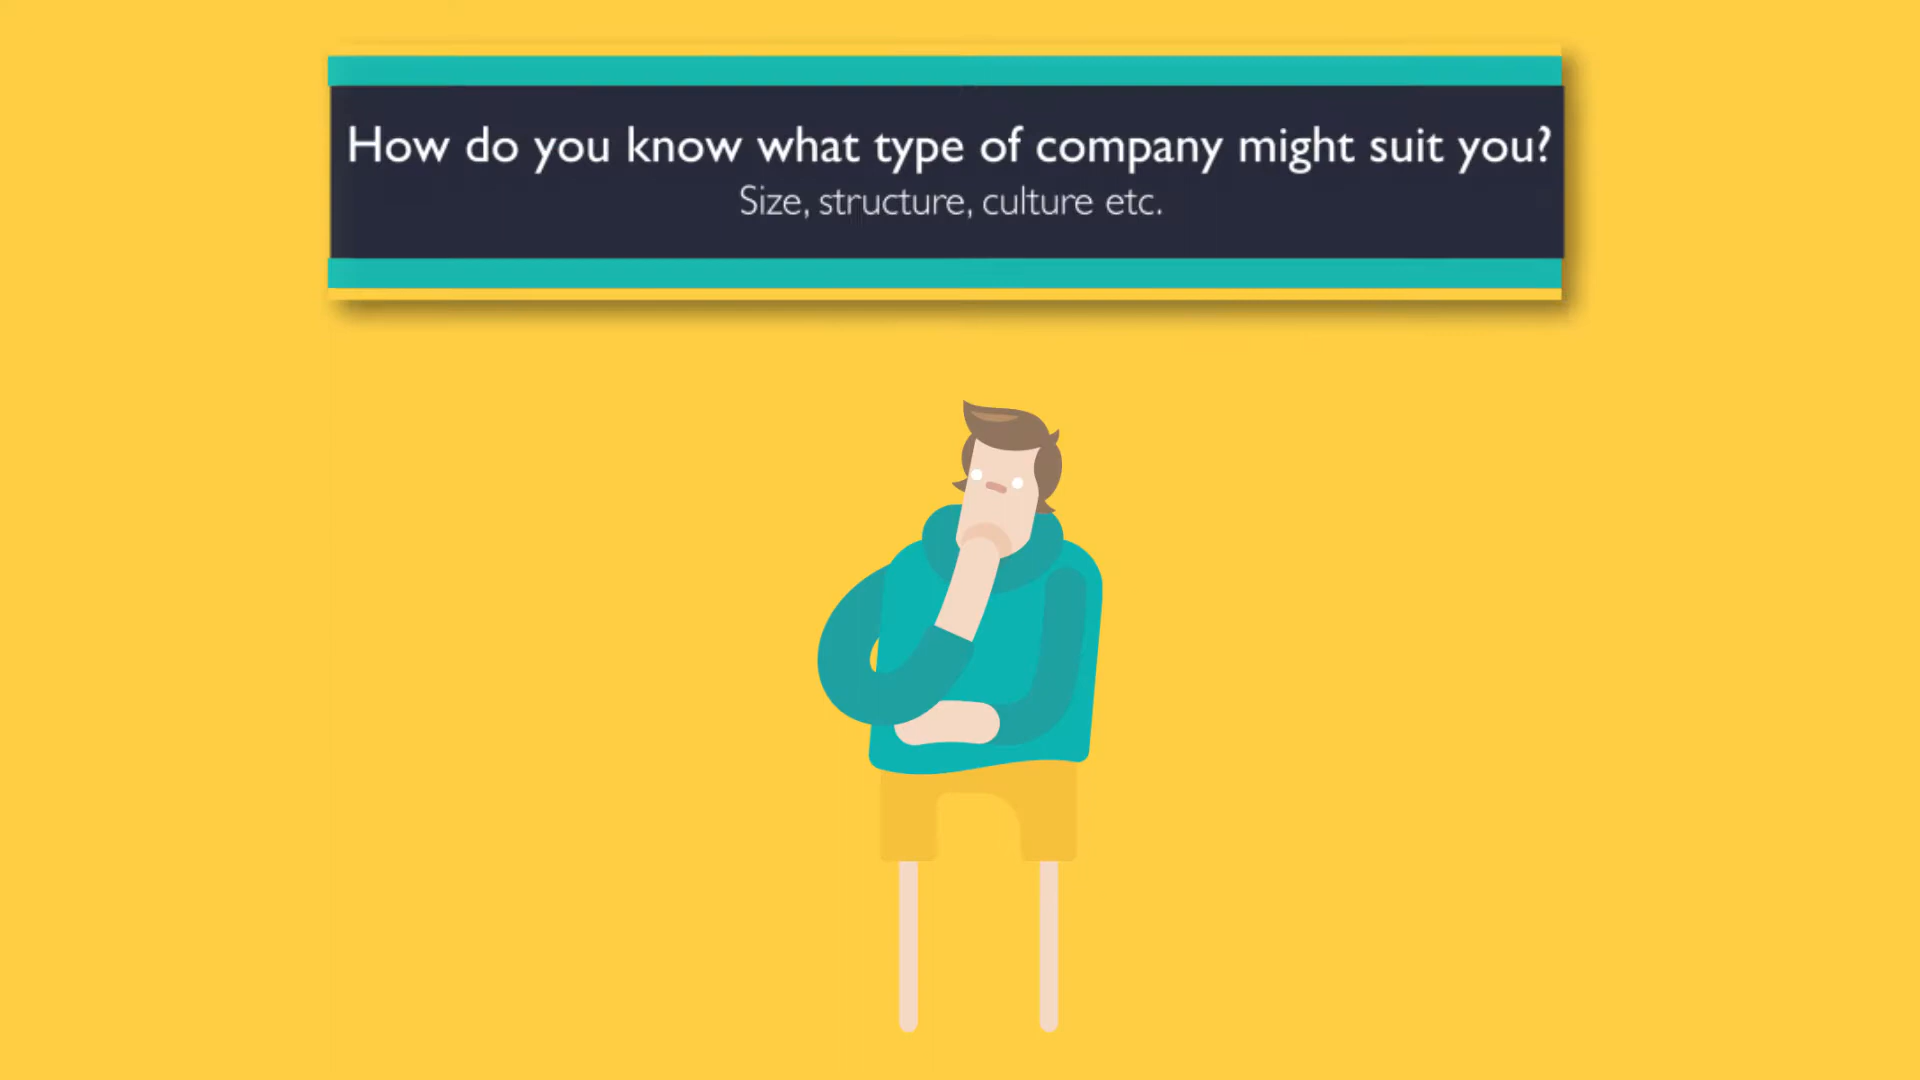 How do you know what type of company might suit you?
Size, structure, culture etc.